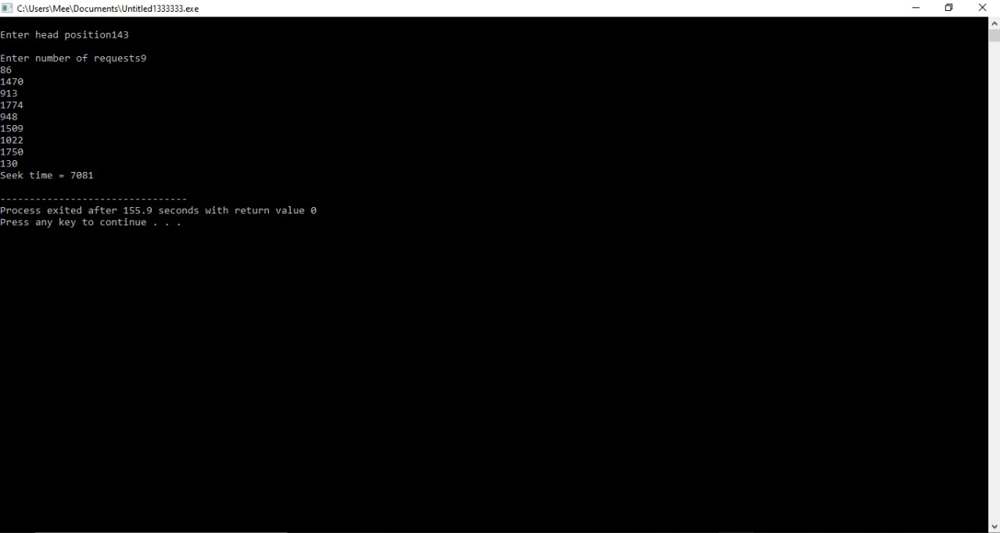 C:\Users\Mee\Documents\Untitled1333333.exe
Enter head position143
Enter number of requests9
86
1470
913
1774
948
1509
1022
1750
130
Seek time = 7081
--------------------------------
Process exited after 155.9 seconds with return value 0
Press any key to continue . . .